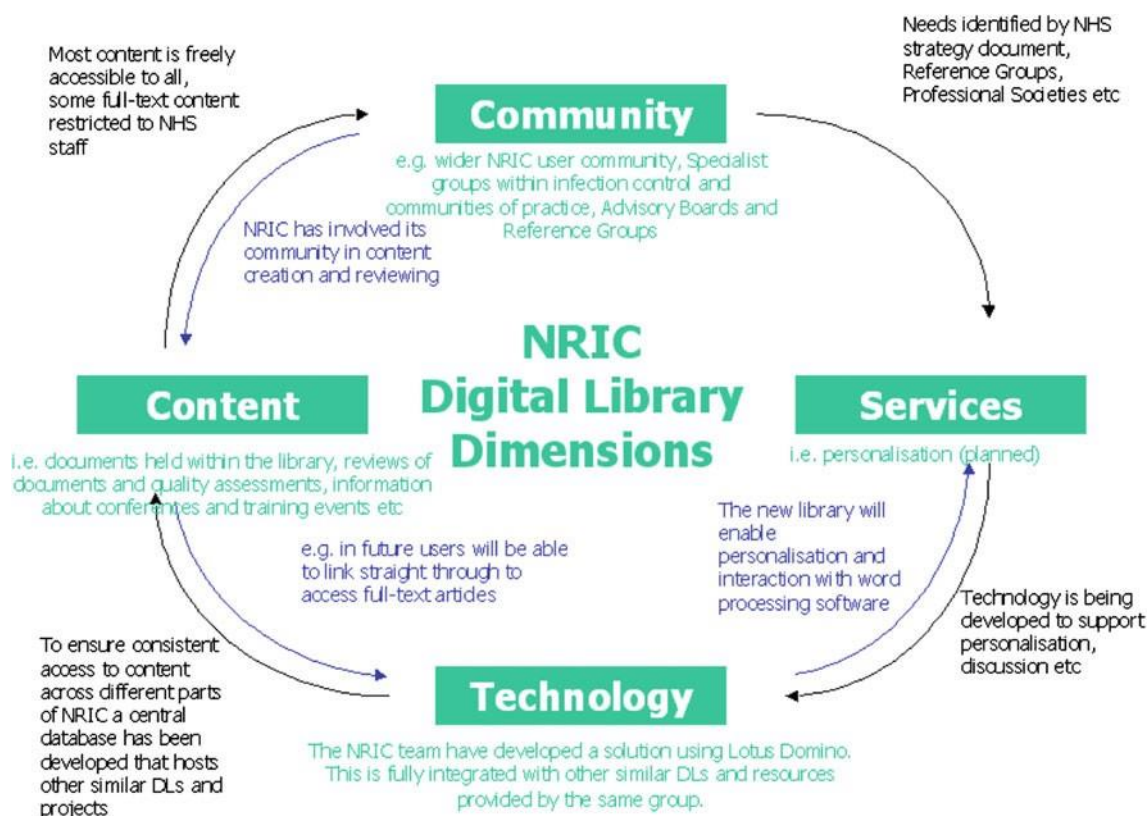 Most content is freely
accessible to all,
some full-text content
restricted to NHS
staff
Needs identified by NHS
strategy document,
Reference Groups,
Professional Societies etc
Community
e.g. wider NRIC user community, Specialist
groups within infection control and
communities of practice, Advisory Boards and
Reference Groups
NRIC has involved its
community in content
creation and reviewing
NRIC
Digital Library
Dimensions
Content
i.e. documents held within the library, reviews of
documents and quality assessments, information
about conferences and training events etc
Services
i.e. personalisation (planned)
e.g. in future users will be able
to link straight through to
access full-text articles
The new library will
enable
personalisation and
interaction with word
processing software
To ensure consistent
access to content
across different parts
of NRIC a central
database has been
developed that hosts
other similar DLs and
projects
Technology is being
developed to support
personalisation,
discussion etc
Technology
The NRIC team have developed a solution using Lotus Domino.
This is fully integrated with other similar DLs and resources
provided by the same group.